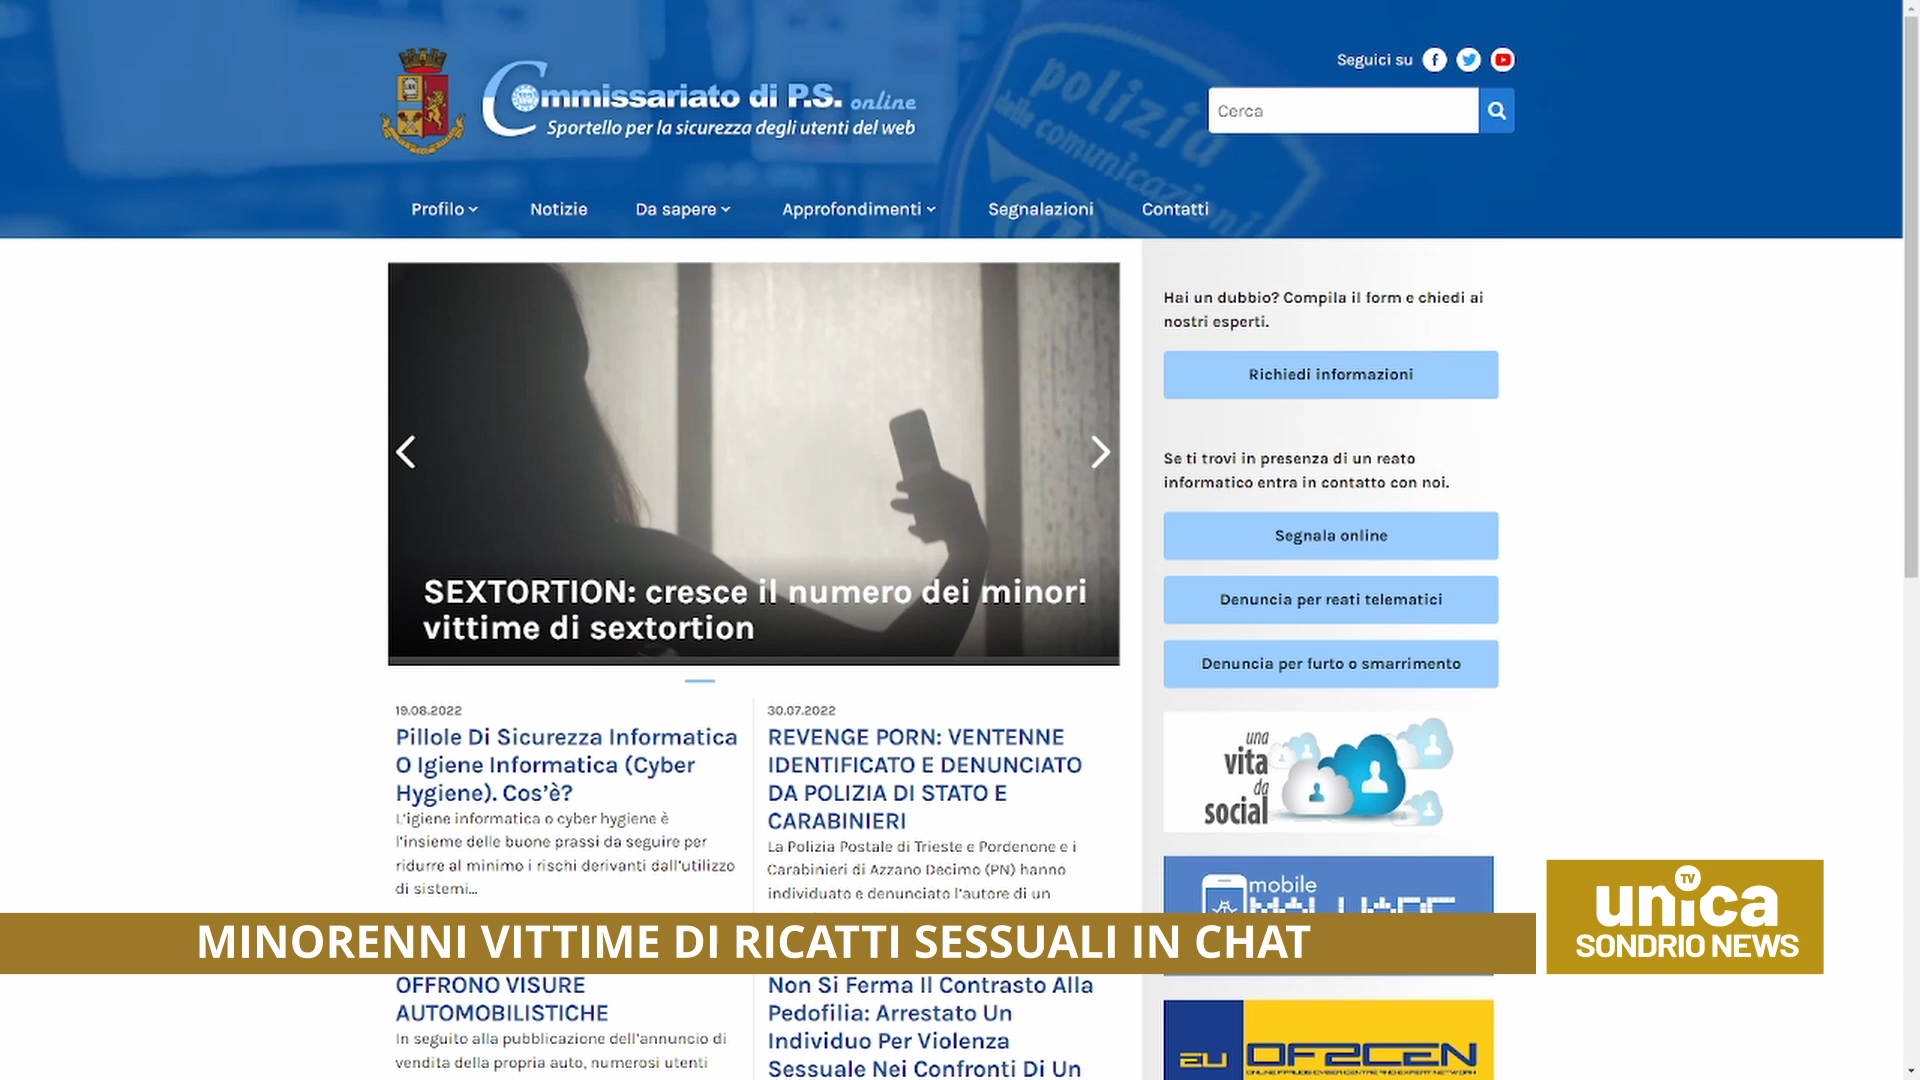 Commissariato di P.S. online
Sportello per la sicurezza degli utenti del web
polizia
delle comunicazioni
Seguici su
Cerca
Profilo
Notizie
Da sapere
Approfondimenti
Segnalazioni
Contatti
SEXTORTION: cresce il numero dei minori
vittime di sextortion
19.08.2022
Pillole Di Sicurezza Informatica
O Igiene Informatica (Cyber
Hygiene). Cos'è?
L'igiene informatica o cyber hygiene è
l'insieme delle buone prassi da seguire per
ridurre al minimo i rischi derivanti dall'utilizzo
di sistemi...
30.07.2022
REVENGE PORN: VENTENNE
IDENTIFICATO E DENUNCIATO
DA POLIZIA DI STATO E
CARABINIERI
La Polizia Postale di Trieste e Pordenone e i
Carabinieri di Azzano Decimo (PN) hanno
individuato e denunciato l'autore di un
Hai un dubbio? Compila il form e chiedi ai
nostri esperti.
Richiedi informazioni
Se ti trovi in presenza di un reato
informatico entra in contatto con noi.
Segnala online
Denuncia per reati telematici
Denuncia per furto o smarrimento
una
vita
da
social
mobile
MINORENNI VITTIME DI RICATTI SESSUALI IN CHAT
TV
unica
SONDRIO NEWS
OFFRONO VISURE
AUTOMOBILISTICHE
In seguito alla pubblicazione dell'annuncio di
vendita della propria auto, numerosi utenti
Non Si Ferma Il Contrasto Alla
Pedofilia: Arrestato Un
Individuo Per Violenza
Sessuale Nei Confronti Di Un
EU OF2CEN